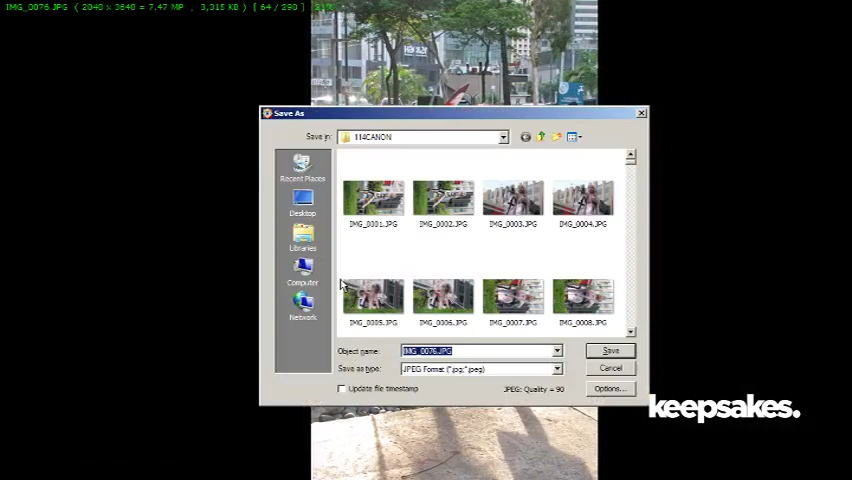 IMG_0076.JPG ( 2040 x 3640 = 7.47 MP , 3,315 KB ) [ 64 / 290 ]
Save As
Save in:
114CANON
Recent Places
Desktop
Libraries
Computer
Network
IMG_0001.JPG
IMG_0002.JPG
IMG_0003.JPG
IMG_0004.JPG
IMG_0005.JPG
IMG_0006.JPG
IMG_0007.JPG
IMG_0008.JPG
Object name:
IMG_0076.JPG
Save
Save as type:
JPEG Format (*.jpg;*.jpeg)
Cancel
Update file timestamp
JPEG: Quality = 90
Options...
keepsakes.